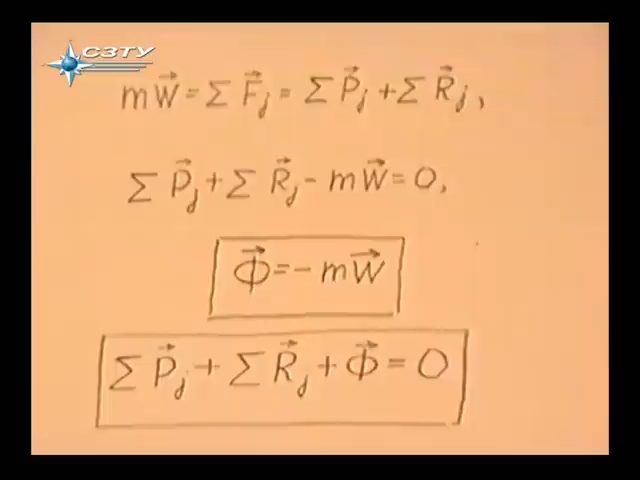 СЗТУ
mW⃗ = Σ F⃗j = Σ P⃗j + Σ R⃗j,
Σ P⃗j + Σ R⃗j − mW⃗ = 0,
Φ⃗ = − mW⃗
Σ P⃗j + Σ R⃗j + Φ⃗ = 0